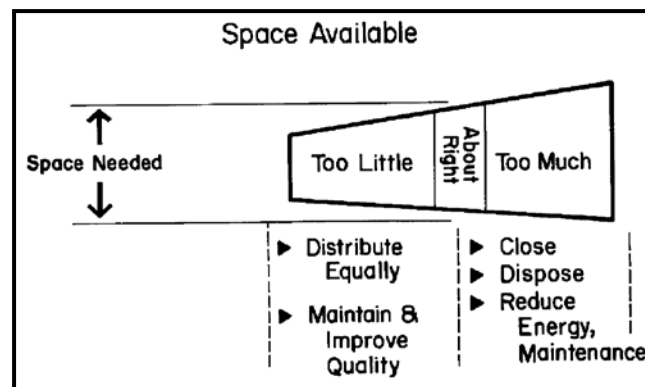 Space Available
Space Needed
Too Little
About
Right
Too Much
▶ Distribute
Equally
▶ Maintain &
Improve
Quality
▶ Close
▶ Dispose
▶ Reduce
Energy,
Maintenance